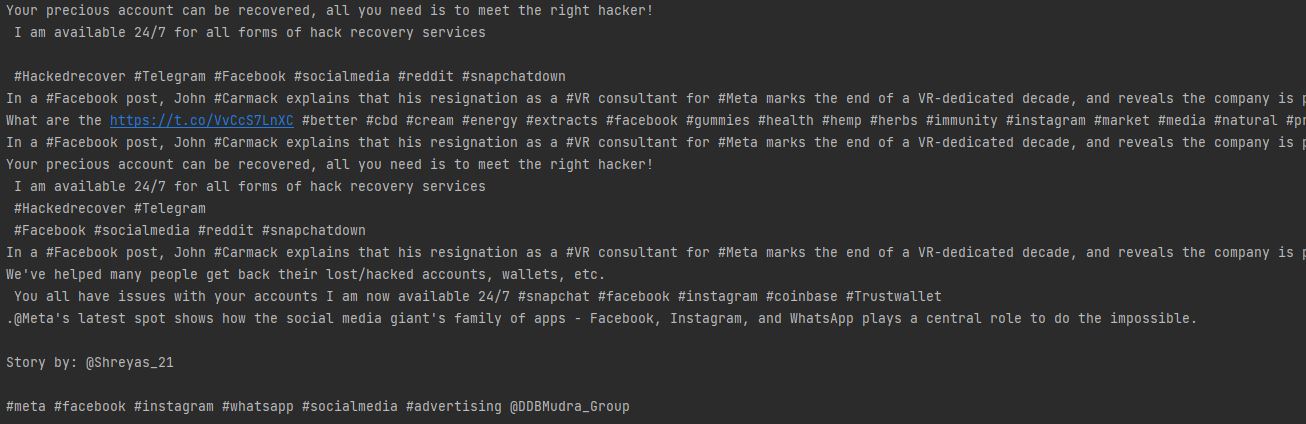 Your precious account can be recovered, all you need is to meet the right hacker!
I am available 24/7 for all forms of hack recovery services
#Hackedrecover #Telegram #Facebook #socialmedia #reddit #snapchatdown
In a #Facebook post, John #Carmack explains that his resignation as a #VR consultant for #Meta marks the end of a VR-dedicated decade, and reveals the company is
What are the https://t.co/VvCcS7LnXC #better #cbd #cream #energy #extracts #facebook #gummies #health #hemp #herbs #immunity #instagram #market #media #natural
In a #Facebook post, John #Carmack explains that his resignation as a #VR consultant for #Meta marks the end of a VR-dedicated decade, and reveals the company is
Your precious account can be recovered, all you need is to meet the right hacker!
I am available 24/7 for all forms of hack recovery services
#Hackedrecover #Telegram
#Facebook #socialmedia #reddit #snapchatdown
In a #Facebook post, John #Carmack explains that his resignation as a #VR consultant for #Meta marks the end of a VR-dedicated decade, and reveals the company is
We've helped many people get back their lost/hacked accounts, wallets, etc.
You all have issues with your accounts I am now available 24/7 #snapchat #facebook #instagram #coinbase #Trustwallet
.@Meta's latest spot shows how the social media giant's family of apps - Facebook, Instagram, and WhatsApp plays a central role to do the impossible.
Story by: @Shreyas_21
#meta #facebook #instagram #whatsapp #socialmedia #advertising @DDBMudra_Group